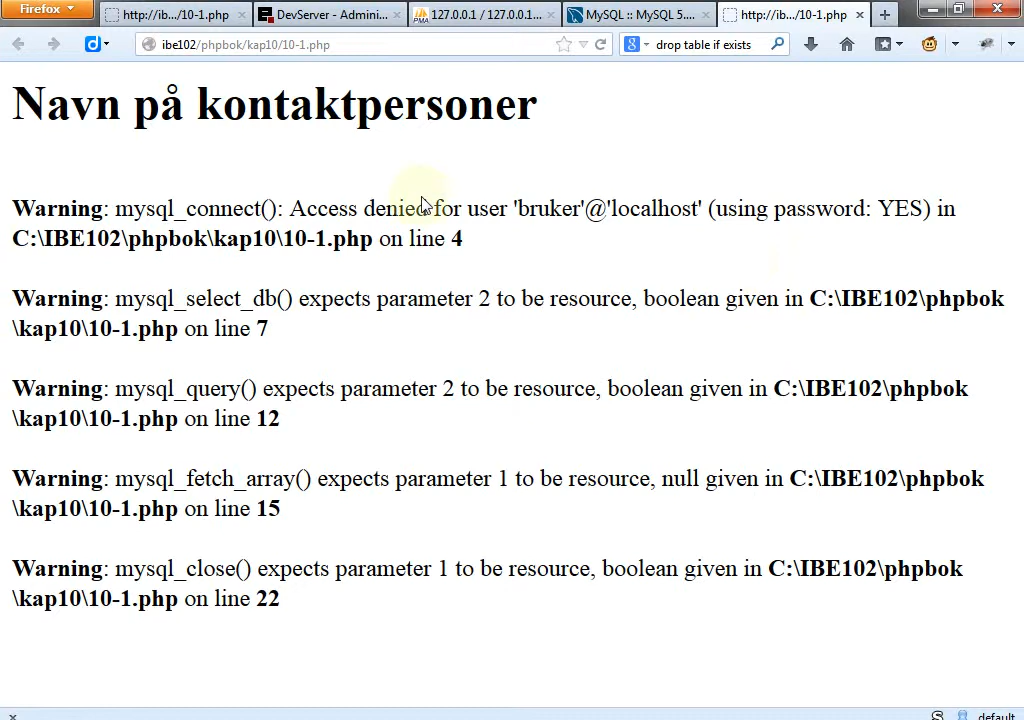 Firefox
http://ib.../10-1.php
DevServer - Admini...
127.0.0.1 / 127.0.0.1...
MySQL :: MySQL 5....
http://ib.../10-1.php
ibe102/phpbok/kap10/10-1.php
drop table if exists
Navn på kontaktpersoner
Warning: mysql_connect(): Access denied for user 'bruker'@'localhost' (using password: YES) in
C:\IBE102\phpbok\kap10\10-1.php on line 4
Warning: mysql_select_db() expects parameter 2 to be resource, boolean given in C:\IBE102\phpbok
\kap10\10-1.php on line 7
Warning: mysql_query() expects parameter 2 to be resource, boolean given in C:\IBE102\phpbok
\kap10\10-1.php on line 12
Warning: mysql_fetch_array() expects parameter 1 to be resource, null given in C:\IBE102\phpbok
\kap10\10-1.php on line 15
Warning: mysql_close() expects parameter 1 to be resource, boolean given in C:\IBE102\phpbok
\kap10\10-1.php on line 22
default